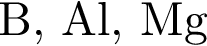 B, Al, Mg